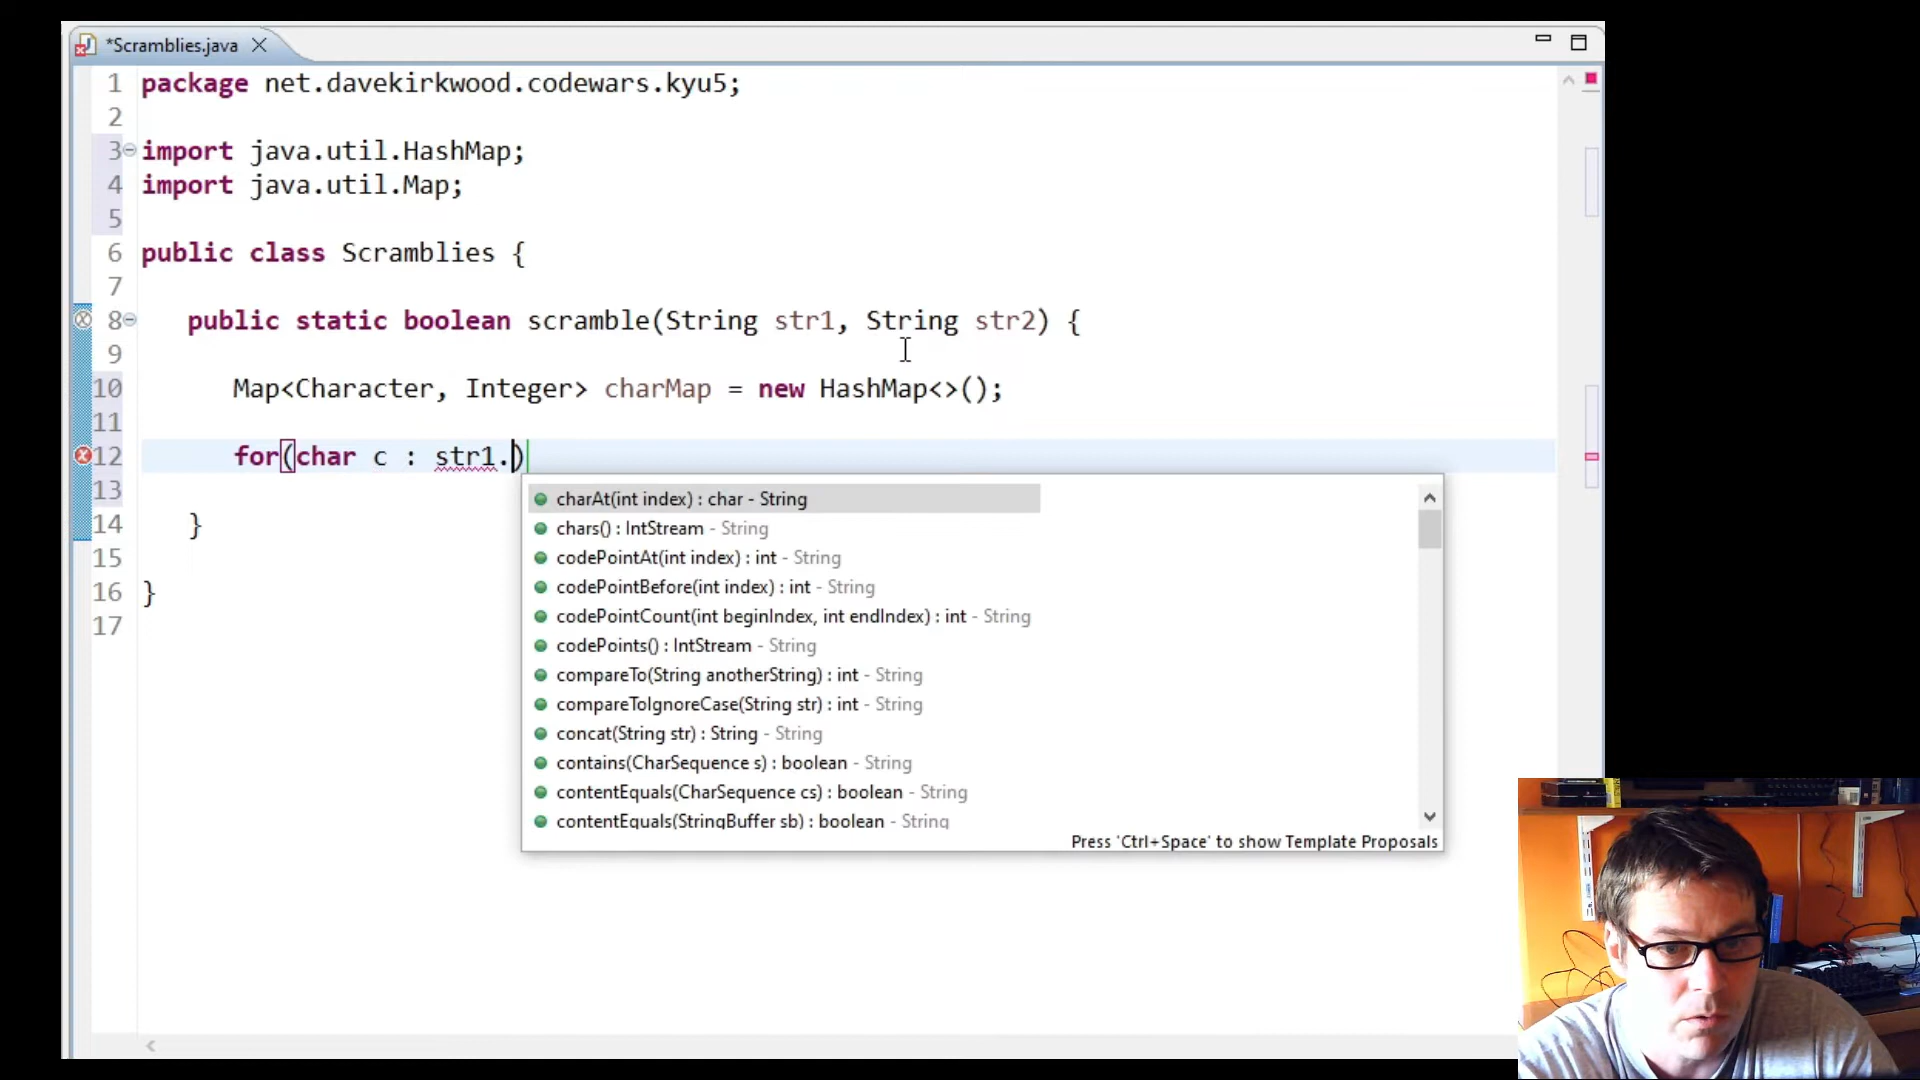 *Scramblies.java
1 package net.davekirkwood.codewars.kyu5;
2
3 import java.util.HashMap;
4 import java.util.Map;
5
6 public class Scramblies {
7
8 public static boolean scramble(String str1, String str2) {
9
10 Map<Character, Integer> charMap = new HashMap<>();
11
12 for(char c : str1.)
13
14 }
15
16 }
17
charAt(int index) : char - String
chars() : IntStream - String
codePointAt(int index) : int - String
codePointBefore(int index) : int - String
codePointCount(int beginIndex, int endIndex) : int - String
codePoints() : IntStream - String
compareTo(String anotherString) : int - String
compareToIgnoreCase(String str) : int - String
concat(String str) : String - String
contains(CharSequence s) : boolean - String
contentEquals(CharSequence cs) : boolean - String
contentEquals(StringBuffer sb) : boolean - String
Press 'Ctrl+Space' to show Template Proposals